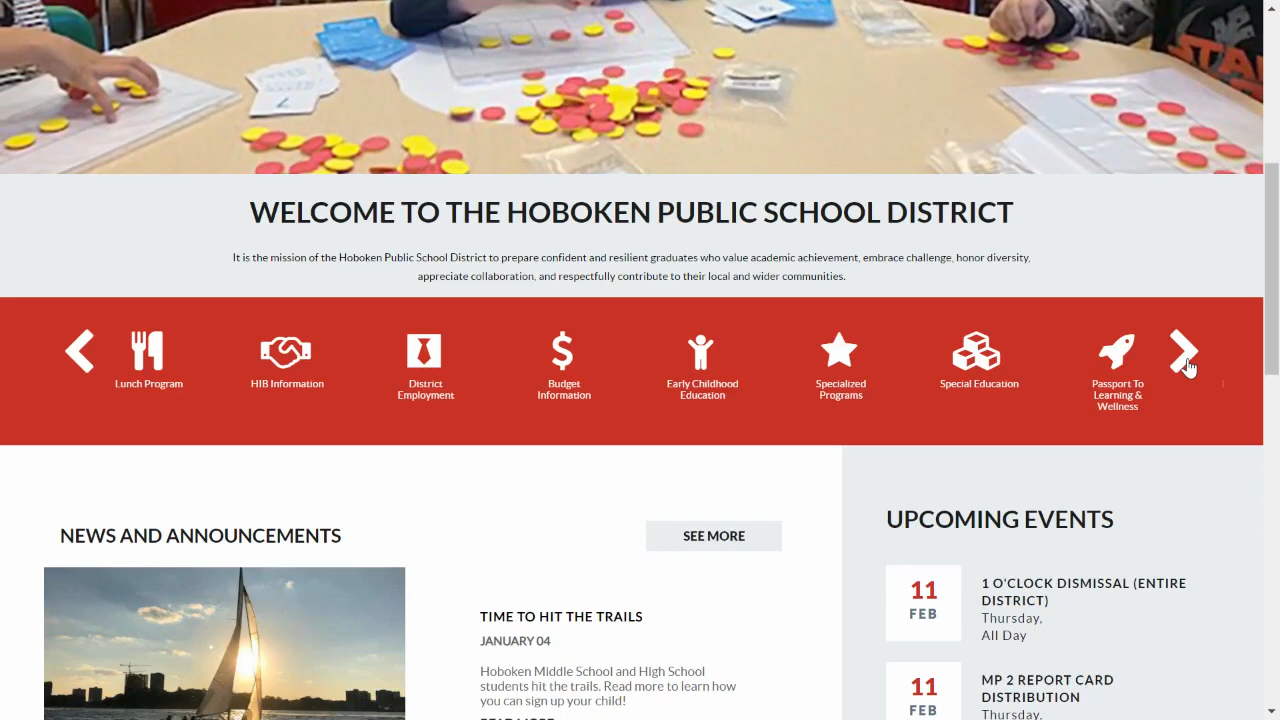 WELCOME TO THE HOBOKEN PUBLIC SCHOOL DISTRICT
It is the mission of the Hoboken Public School District to prepare confident and resilient graduates who value academic achievement, embrace challenge, honor diversity,
appreciate collaboration, and respectfully contribute to their local and wider communities.
Lunch Program
HIB Information
District
Employment
Budget
Information
Early Childhood
Education
Specialized
Programs
Special Education
Passport To
Learning &
Wellness
NEWS AND ANNOUNCEMENTS
SEE MORE
TIME TO HIT THE TRAILS
JANUARY 04
Hoboken Middle School and HIgh School
students hit the trails. Read more to learn how
you can sign up your child!
READ MORE
UPCOMING EVENTS
11
FEB
1 O'CLOCK DISMISSAL (ENTIRE
DISTRICT)
Thursday,
All Day
11
FEB
MP 2 REPORT CARD
DISTRIBUTION
Thursday,